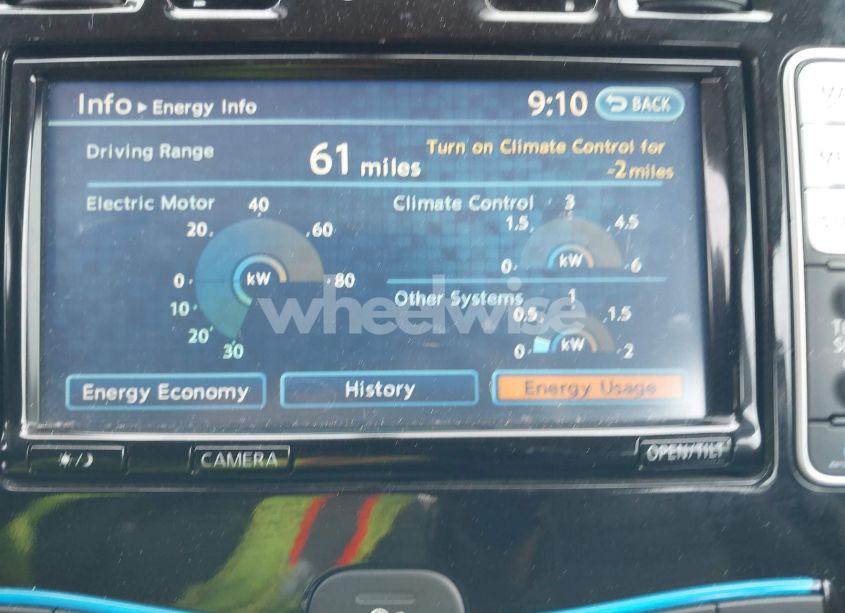 Info ▸ Energy Info
9:10
BACK
Driving Range
61 miles
Turn on Climate Control for
-2 miles
Electric Motor
40
20
60
0
kW
80
10
20
30
Climate Control
3
1.5
4.5
0
kW
6
Other Systems
1
0.5
1.5
0
kW
2
wheelwise
Energy Economy
History
Energy Usage
CAMERA
OPEN/TILT